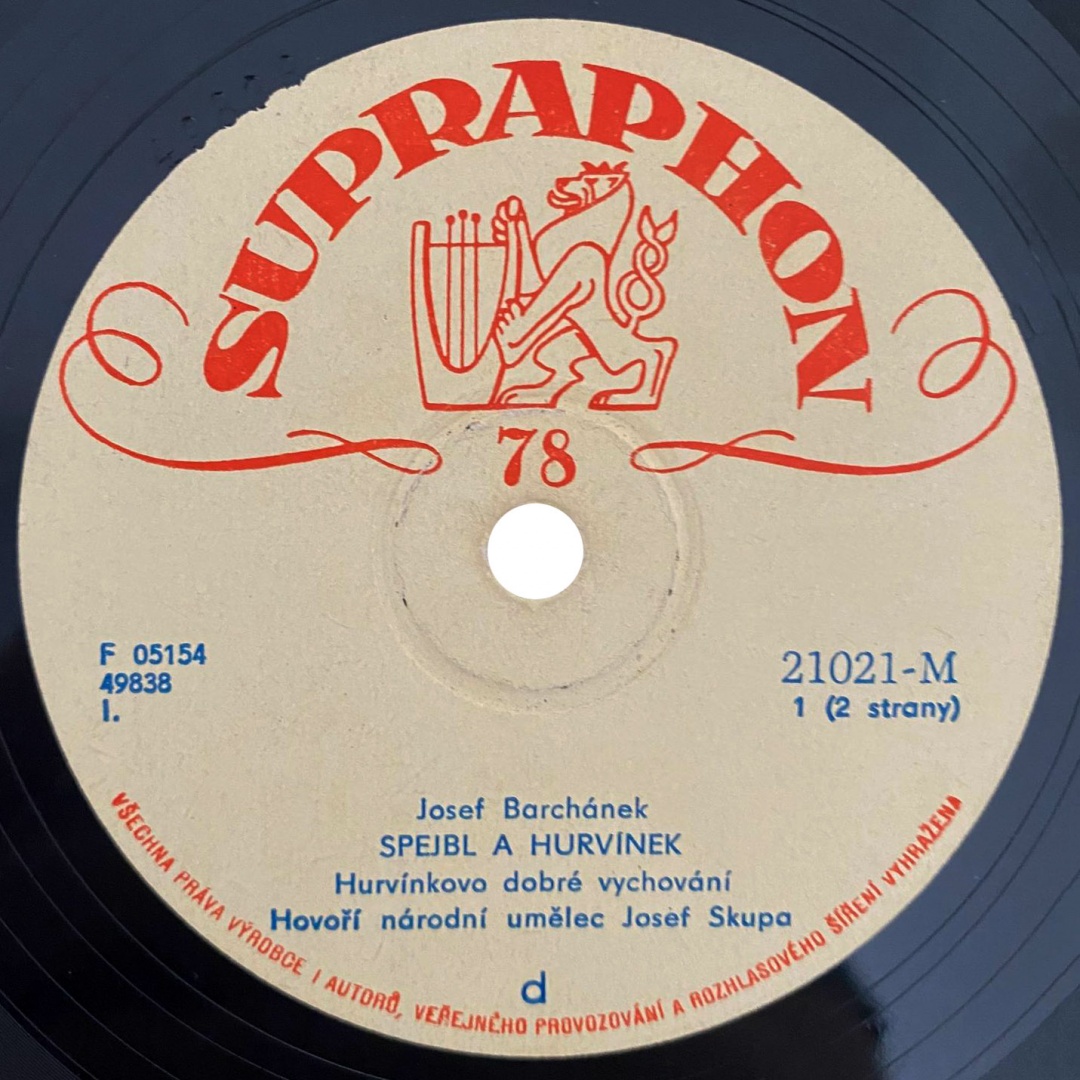 SUPRAPHON
78
F 05154
49838
I.
21021-M
1 (2 strany)
Josef Barchánek
SPEJBL A HURVÍNEK
Hurvínkovo dobré vychování
Hovoří národní umělec Josef Skupa
d
VŠECHNA PRÁVA VÝROBCE I AUTORŮ, VEŘEJNÉHO PROVOZOVÁNÍ A ROZHLASOVÉHO ŠÍŘENÍ VYHRAŽENA